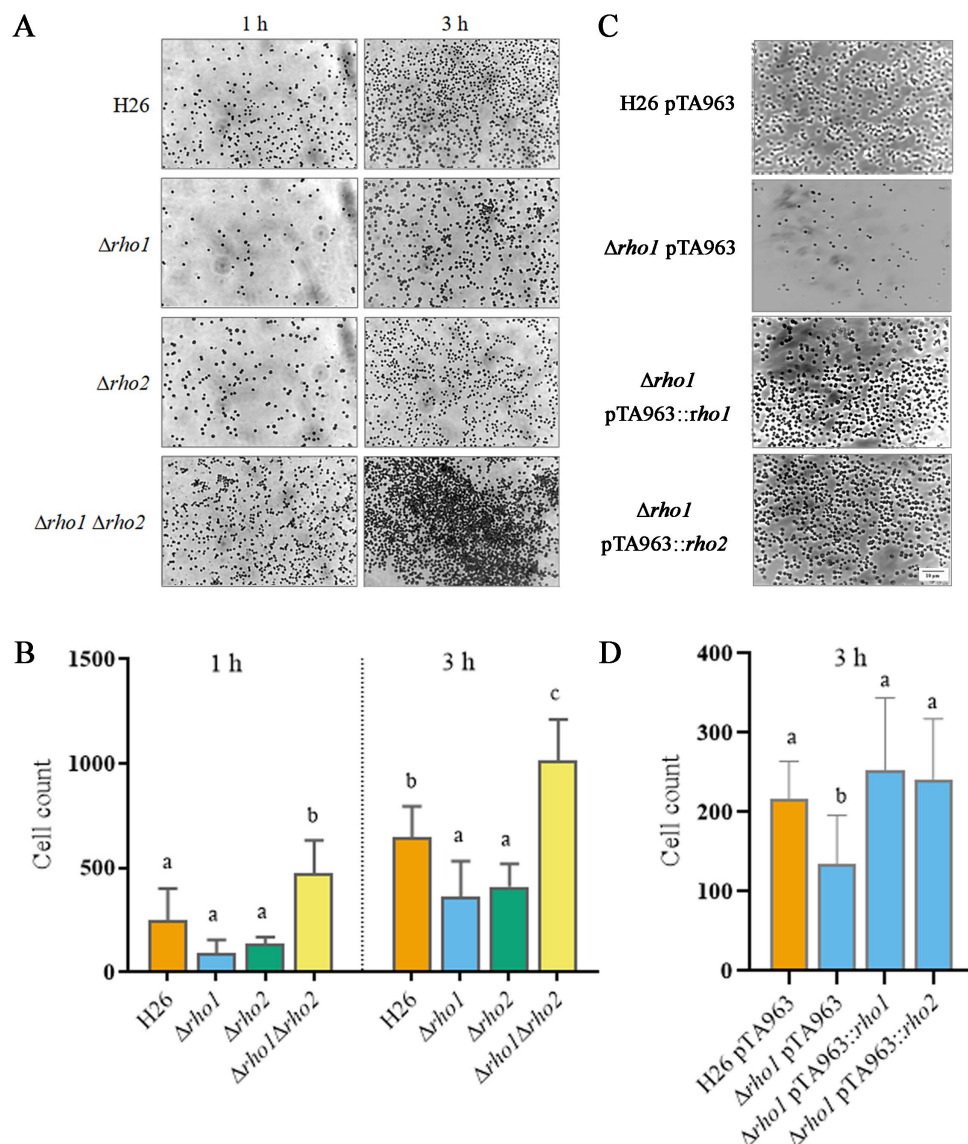 A
1 h
3 h
H26
Δrho1
Δrho2
Δrho1 Δrho2
C
H26 pTA963
Δrho1 pTA963
Δrho1
pTA963::rho1
Δrho1
pTA963::rho2
10 µm
B
Cell count
1500
1000
500
0
1 h
3 h
a
a
a
b
b
a
a
c
H26
Δrho1
Δrho2
Δrho1Δrho2
H26
Δrho1
Δrho2
Δrho1Δrho2
D
Cell count
400
300
200
100
0
3 h
a
b
a
a
H26 pTA963
Δrho1 pTA963
Δrho1 pTA963::rho1
Δrho1 pTA963::rho2